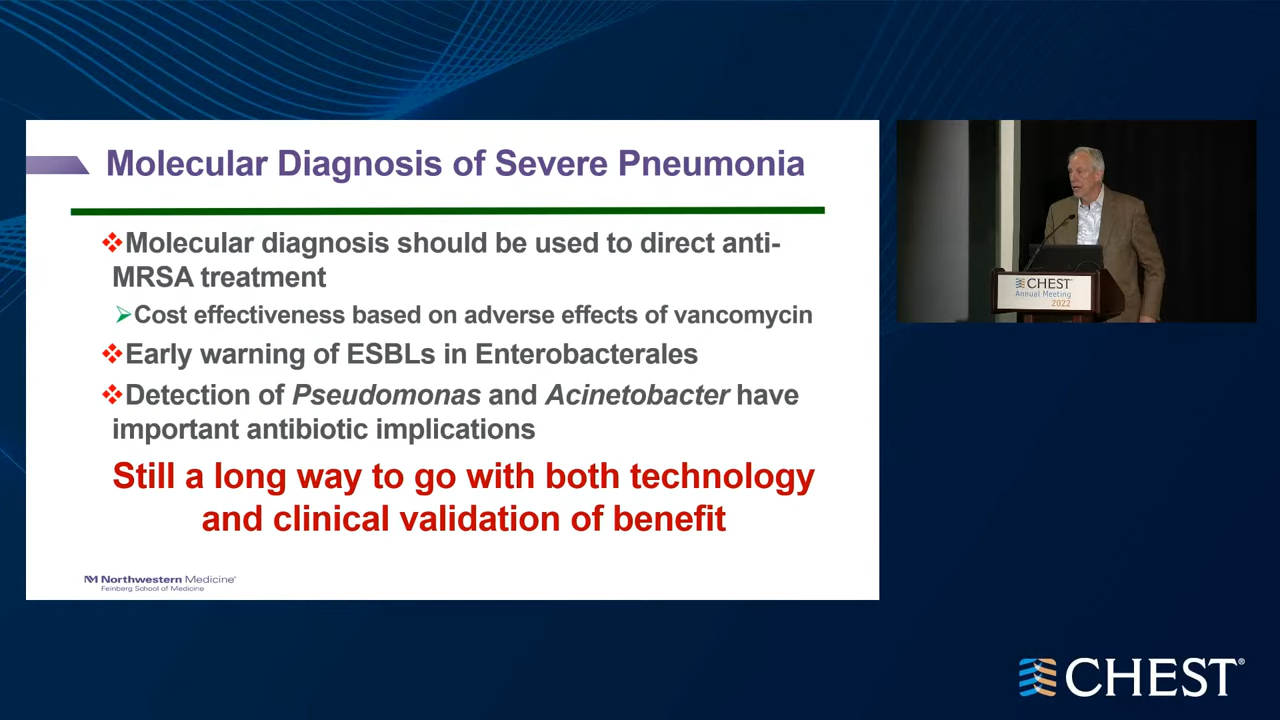 Molecular Diagnosis of Severe Pneumonia
❖Molecular diagnosis should be used to direct anti-
MRSA treatment
➢Cost effectiveness based on adverse effects of vancomycin
❖Early warning of ESBLs in Enterobacterales
❖Detection of Pseudomonas and Acinetobacter have
important antibiotic implications
Still a long way to go with both technology
and clinical validation of benefit
NM Northwestern Medicine®
Feinberg School of Medicine
CHEST
Annual Meeting
2022
CHEST®